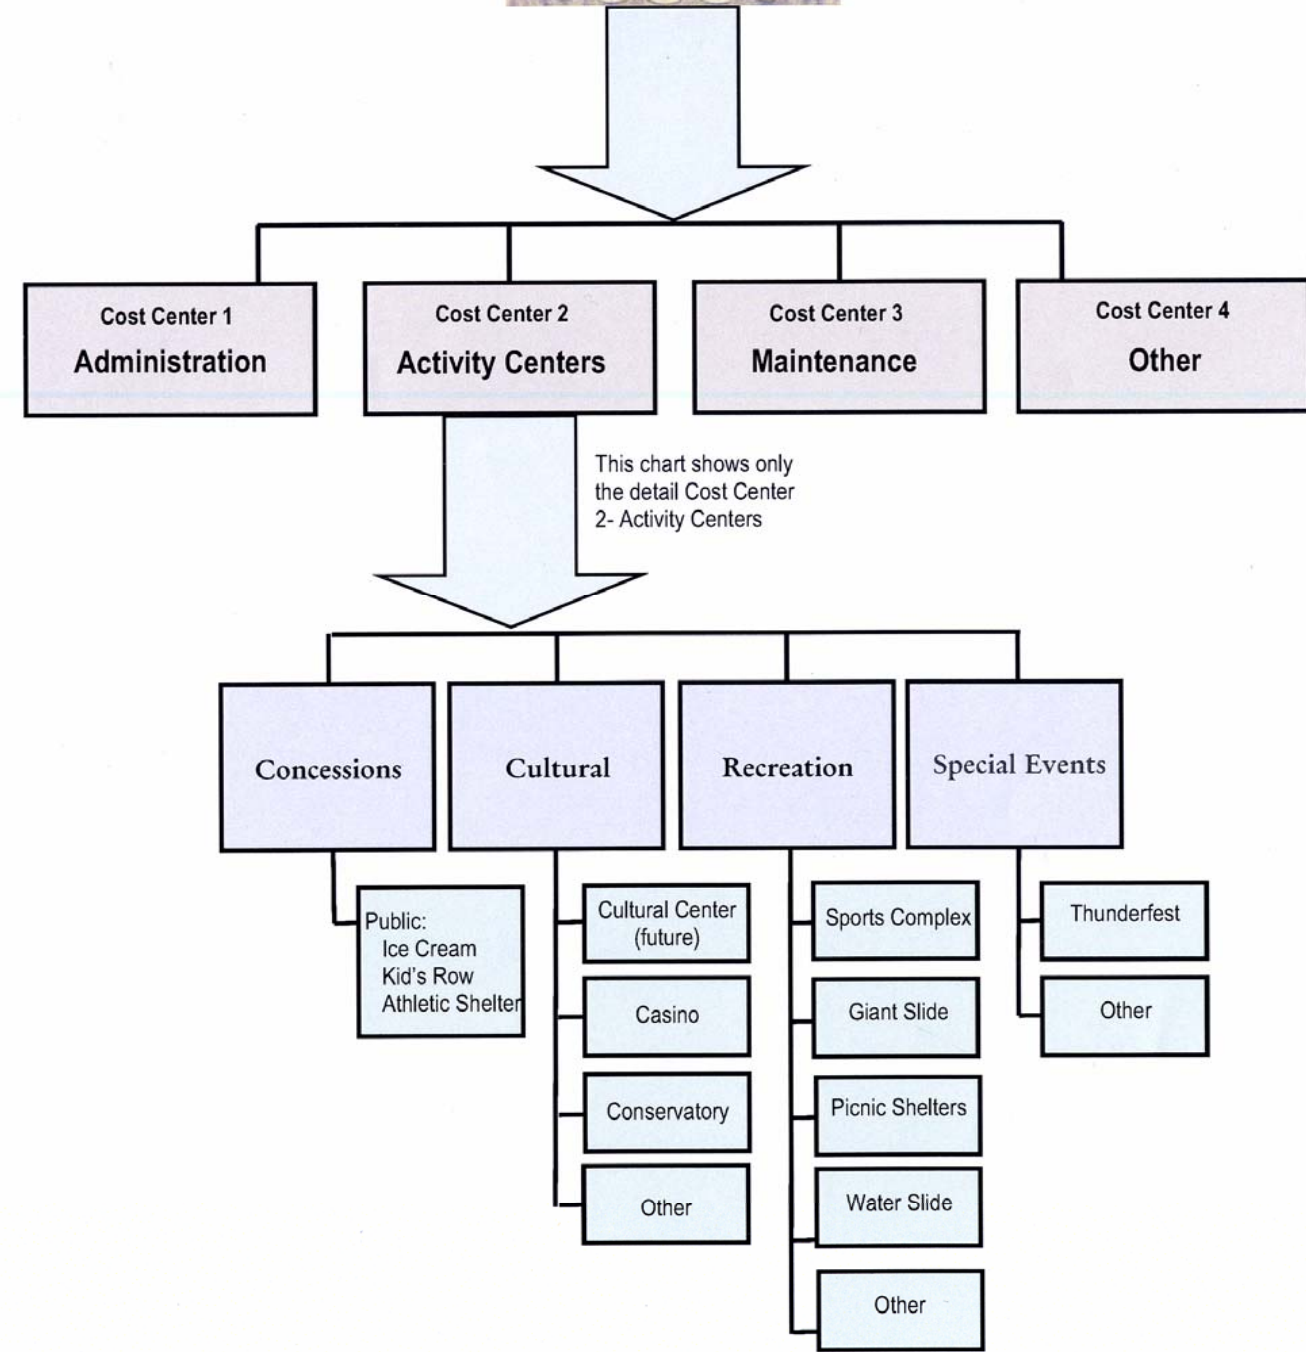 Cost Center 1
Administration
Cost Center 2
Activity Centers
Cost Center 3
Maintenance
Cost Center 4
Other
This chart shows only
the detail Cost Center
2- Activity Centers
Concessions
Cultural
Recreation
Special Events
Public:
Ice Cream
Kid's Row
Athletic Shelter
Cultural Center
(future)
Casino
Conservatory
Other
Sports Complex
Giant Slide
Picnic Shelters
Water Slide
Other
Thunderfest
Other